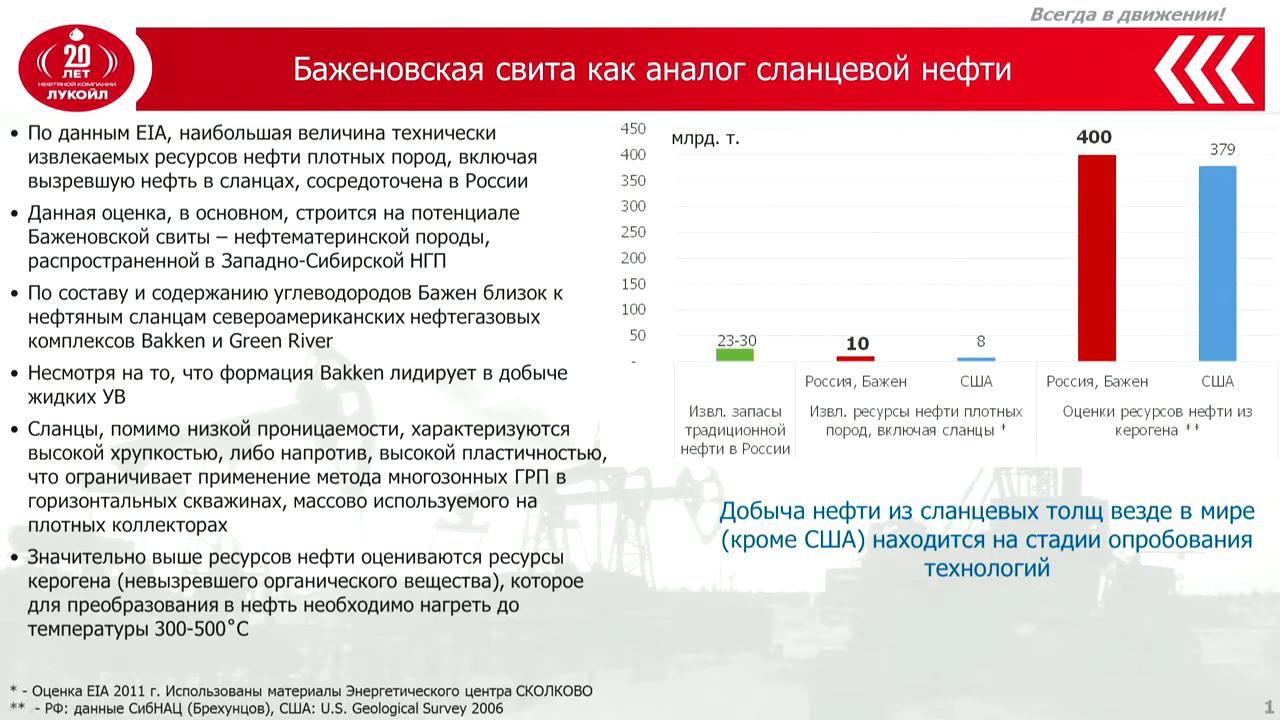 Всегда в движении!
20
ЛЕТ
НЕФТЯНОЙ КОМПАНИИ
ЛУКОЙЛ
Баженовская свита как аналог сланцевой нефти
• По данным EIA, наибольшая величина технически
извлекаемых ресурсов нефти плотных пород, включая
вызревшую нефть в сланцах, сосредоточена в России
• Данная оценка, в основном, строится на потенциале
Баженовской свиты – нефтематеринской породы,
распространенной в Западно-Сибирской НГП
• По составу и содержанию углеводородов Бажен близок к
нефтяным сланцам североамериканских нефтегазовых
комплексов Bakken и Green River
• Несмотря на то, что формация Bakken лидирует в добыче
жидких УВ
• Сланцы, помимо низкой проницаемости, характеризуются
высокой хрупкостью, либо напротив, высокой пластичностью,
что ограничивает применение метода многозонных ГРП в
горизонтальных скважинах, массово используемого на
плотных коллекторах
• Значительно выше ресурсов нефти оцениваются ресурсы
керогена (невызревшего органического вещества), которое
для преобразования в нефть необходимо нагреть до
температуры 300-500°С
млрд. т.
450
400
350
300
250
200
150
100
50
-
23-30
10
8
400
379
Россия, Бажен
США
Россия, Бажен
США
Извл. запасы
традиционной
нефти в России
Извл. ресурсы нефти плотных
пород, включая сланцы *
Оценки ресурсов нефти из
керогена **
Добыча нефти из сланцевых толщ везде в мире
(кроме США) находится на стадии опробования
технологий
* - Оценка EIA 2011 г. Использованы материалы Энергетического центра СКОЛКОВО
** - РФ: данные СибНАЦ (Брехунцов), США: U.S. Geological Survey 2006
1